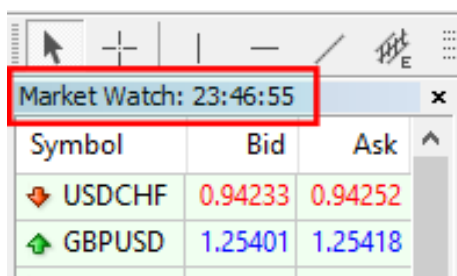 E
Market Watch: 23:46:55
Symbol Bid Ask
USDCHF 0.94233 0.94252
GBPUSD 1.25401 1.25418